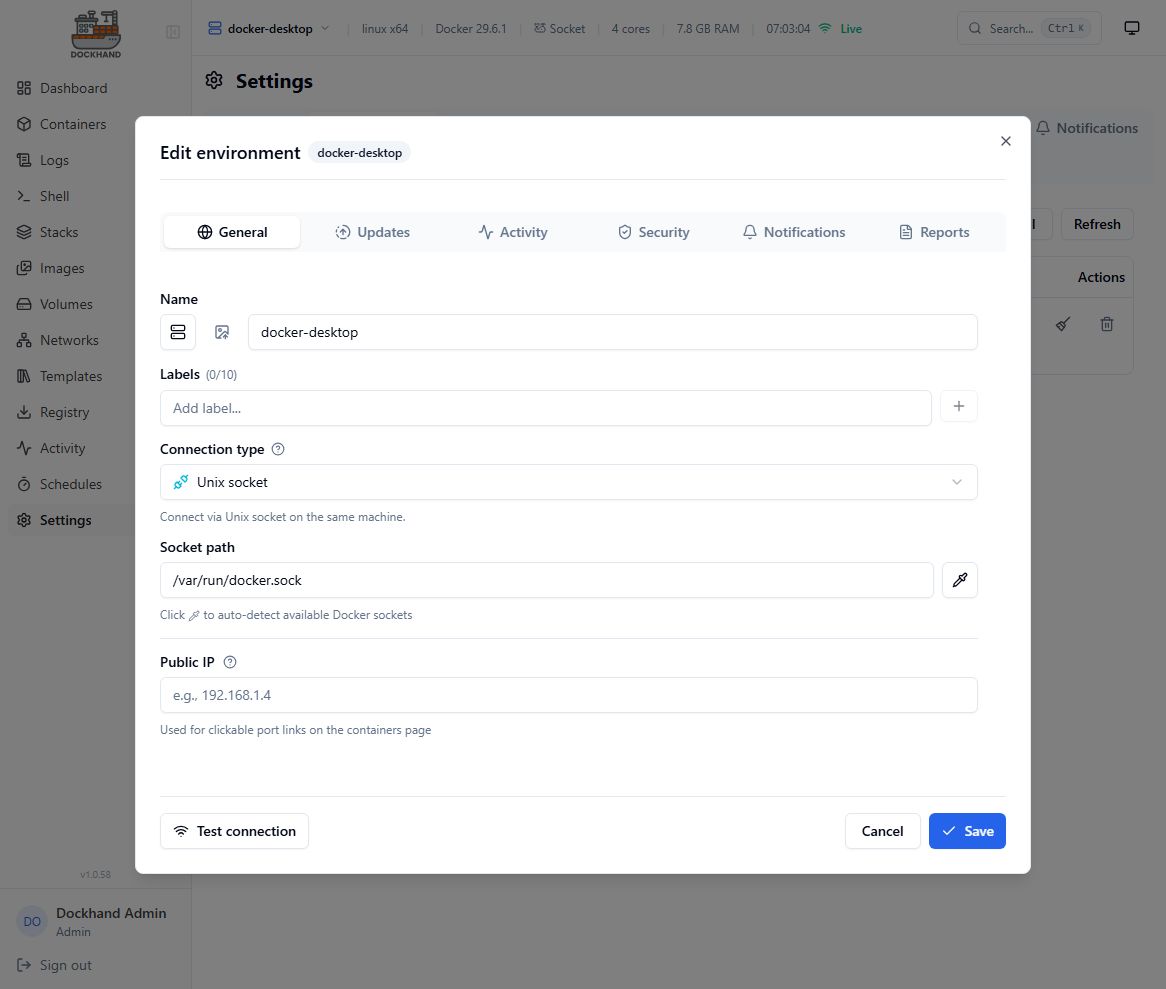 DOCKHAND
docker-desktop
linux x64
Docker 29.6.1
Socket
4 cores
7.8 GB RAM
07:03:04
Live
Search...
Ctrl K
Dashboard
Containers
Logs
Shell
Stacks
Images
Volumes
Networks
Templates
Registry
Activity
Schedules
Settings
v1.0.58
DO
Dockhand Admin
Admin
Sign out
Settings
Notifications
Refresh
Actions
Edit environment
docker-desktop
General
Updates
Activity
Security
Notifications
Reports
Name
docker-desktop
Labels (0/10)
Add label...
Connection type
Unix socket
Connect via Unix socket on the same machine.
Socket path
/var/run/docker.sock
Click to auto-detect available Docker sockets
Public IP
e.g., 192.168.1.4
Used for clickable port links on the containers page
Test connection
Cancel
Save